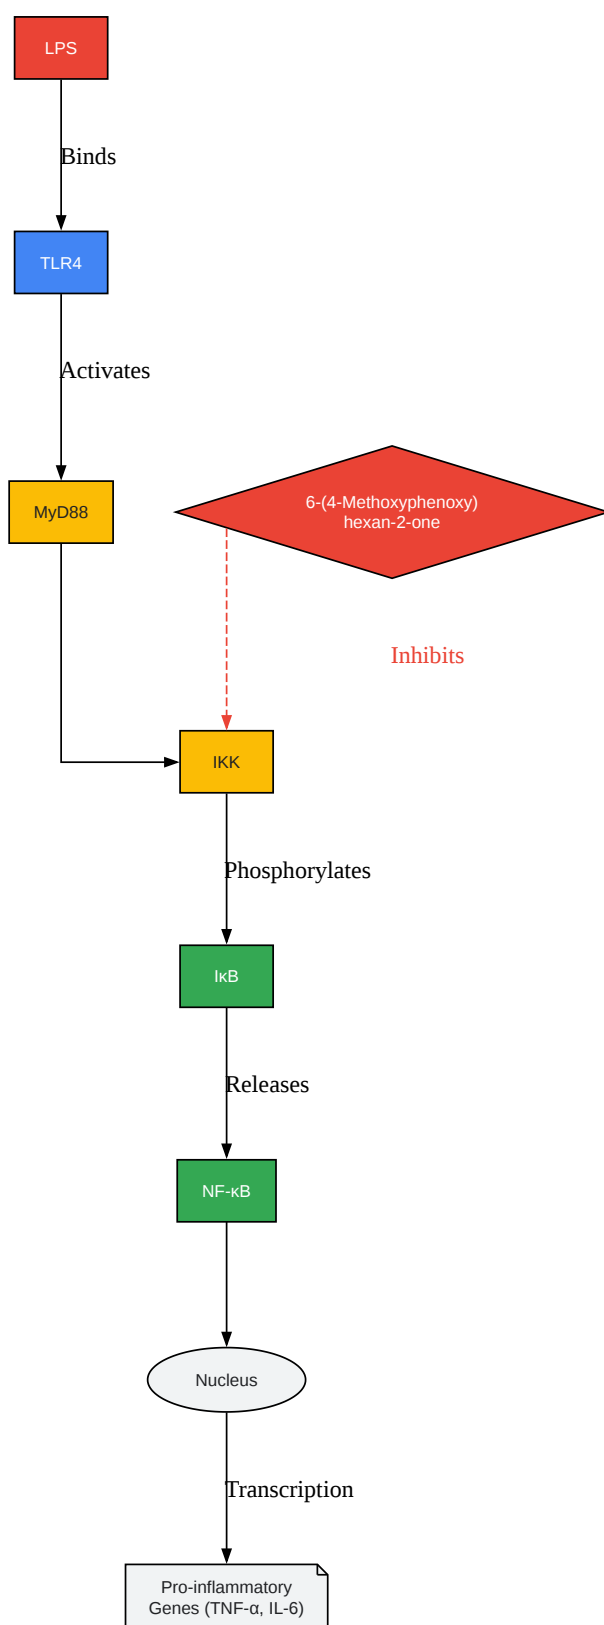 LPS
Binds
TLR4
Activates
MyD88
6-(4-Methoxyphenoxy)
hexan-2-one
Inhibits
IKK
Phosphorylates
IκB
Releases
NF-κB
Nucleus
Transcription
Pro-inflammatory
Genes (TNF-α, IL-6)